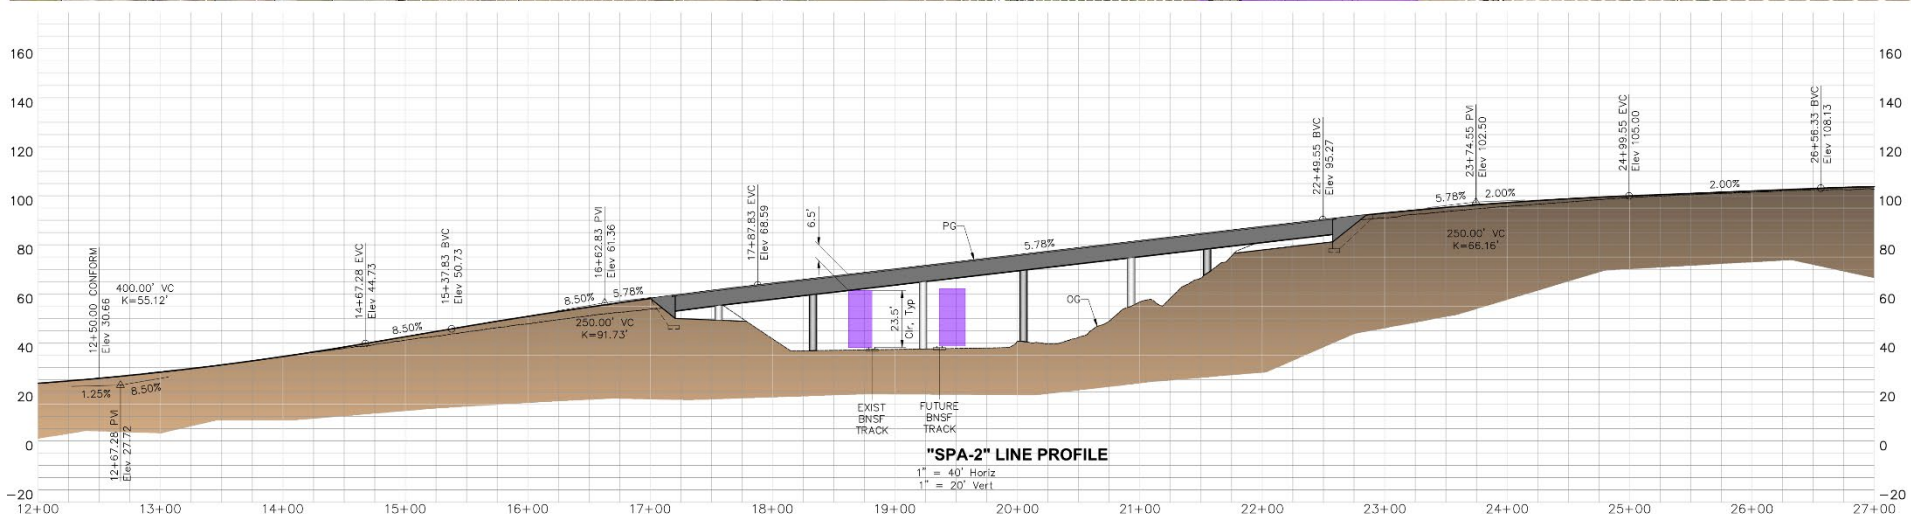 160
160
140
140
120
120
100
100
80
80
60
60
40
40
20
20
0
0
-20
-20
12+50.00 CONFORM
Elev 30.66
400.00' VC
K=55.12'
1.25%
8.50%
12+67.28 PVI
Elev 27.72
14+67.28 EVC
Elev 44.73
8.50%
15+37.83 BVC
Elev 50.73
8.50%
5.78%
16+62.83 PVI
Elev 61.36
250.00' VC
K=91.73'
17+87.83 EVC
Elev 68.59
6.5'
23.5'
Clr, Typ
PG
5.78%
OG
EXIST
BNSF
TRACK
FUTURE
BNSF
TRACK
22+49.55 BVC
Elev 95.27
5.78%
2.00%
23+74.55 PVI
Elev 102.50
250.00' VC
K=66.16'
24+99.55 EVC
Elev 105.00
2.00%
26+56.33 BVC
Elev 108.13
"SPA-2" LINE PROFILE
1" = 40' Horiz
1" = 20' Vert
12+00
13+00
14+00
15+00
16+00
17+00
18+00
19+00
20+00
21+00
22+00
23+00
24+00
25+00
26+00
27+00